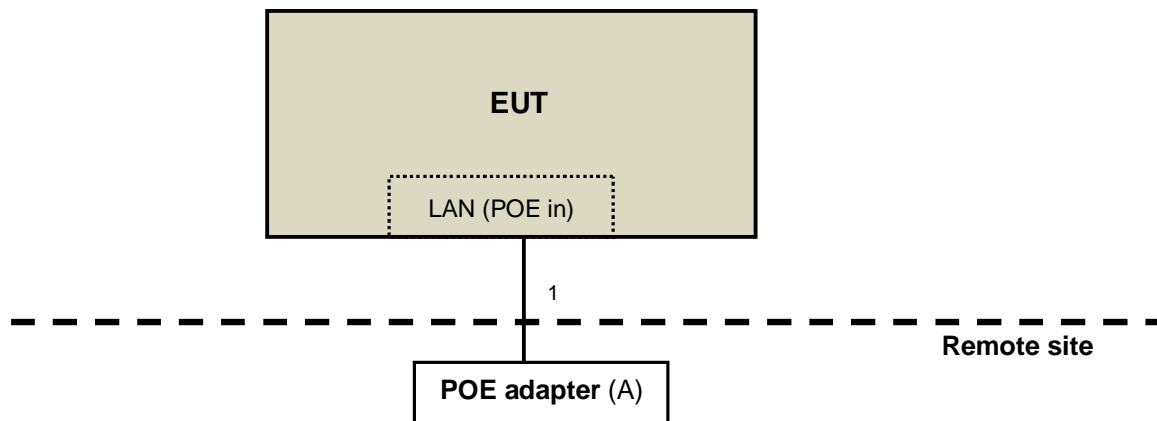 EUT
LAN (POE in)
1
Remote site
POE adapter (A)